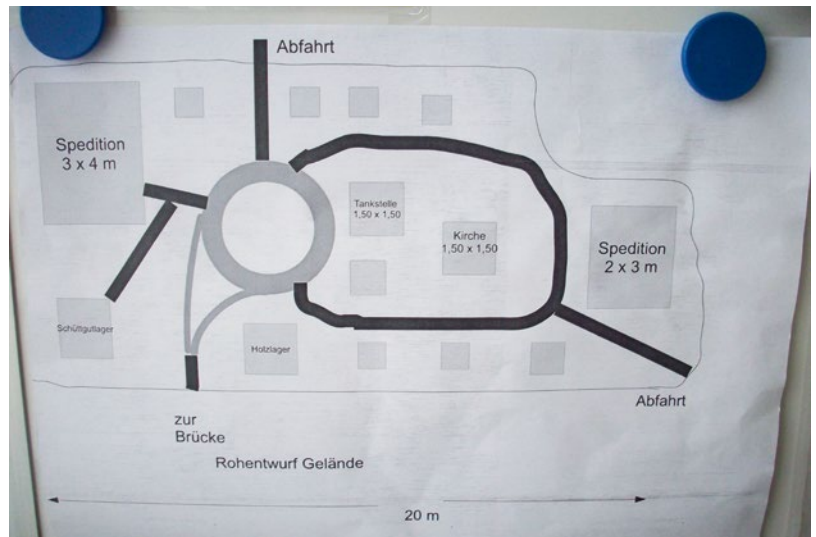 Abfahrt
Spedition
3 x 4 m
Tankstelle
1,50 x 1,50
Kirche
1,50 x 1,50
Spedition
2 x 3 m
Schüttgutlager
Holzlager
Abfahrt
zur
Brücke
Rohentwurf Gelände
20 m